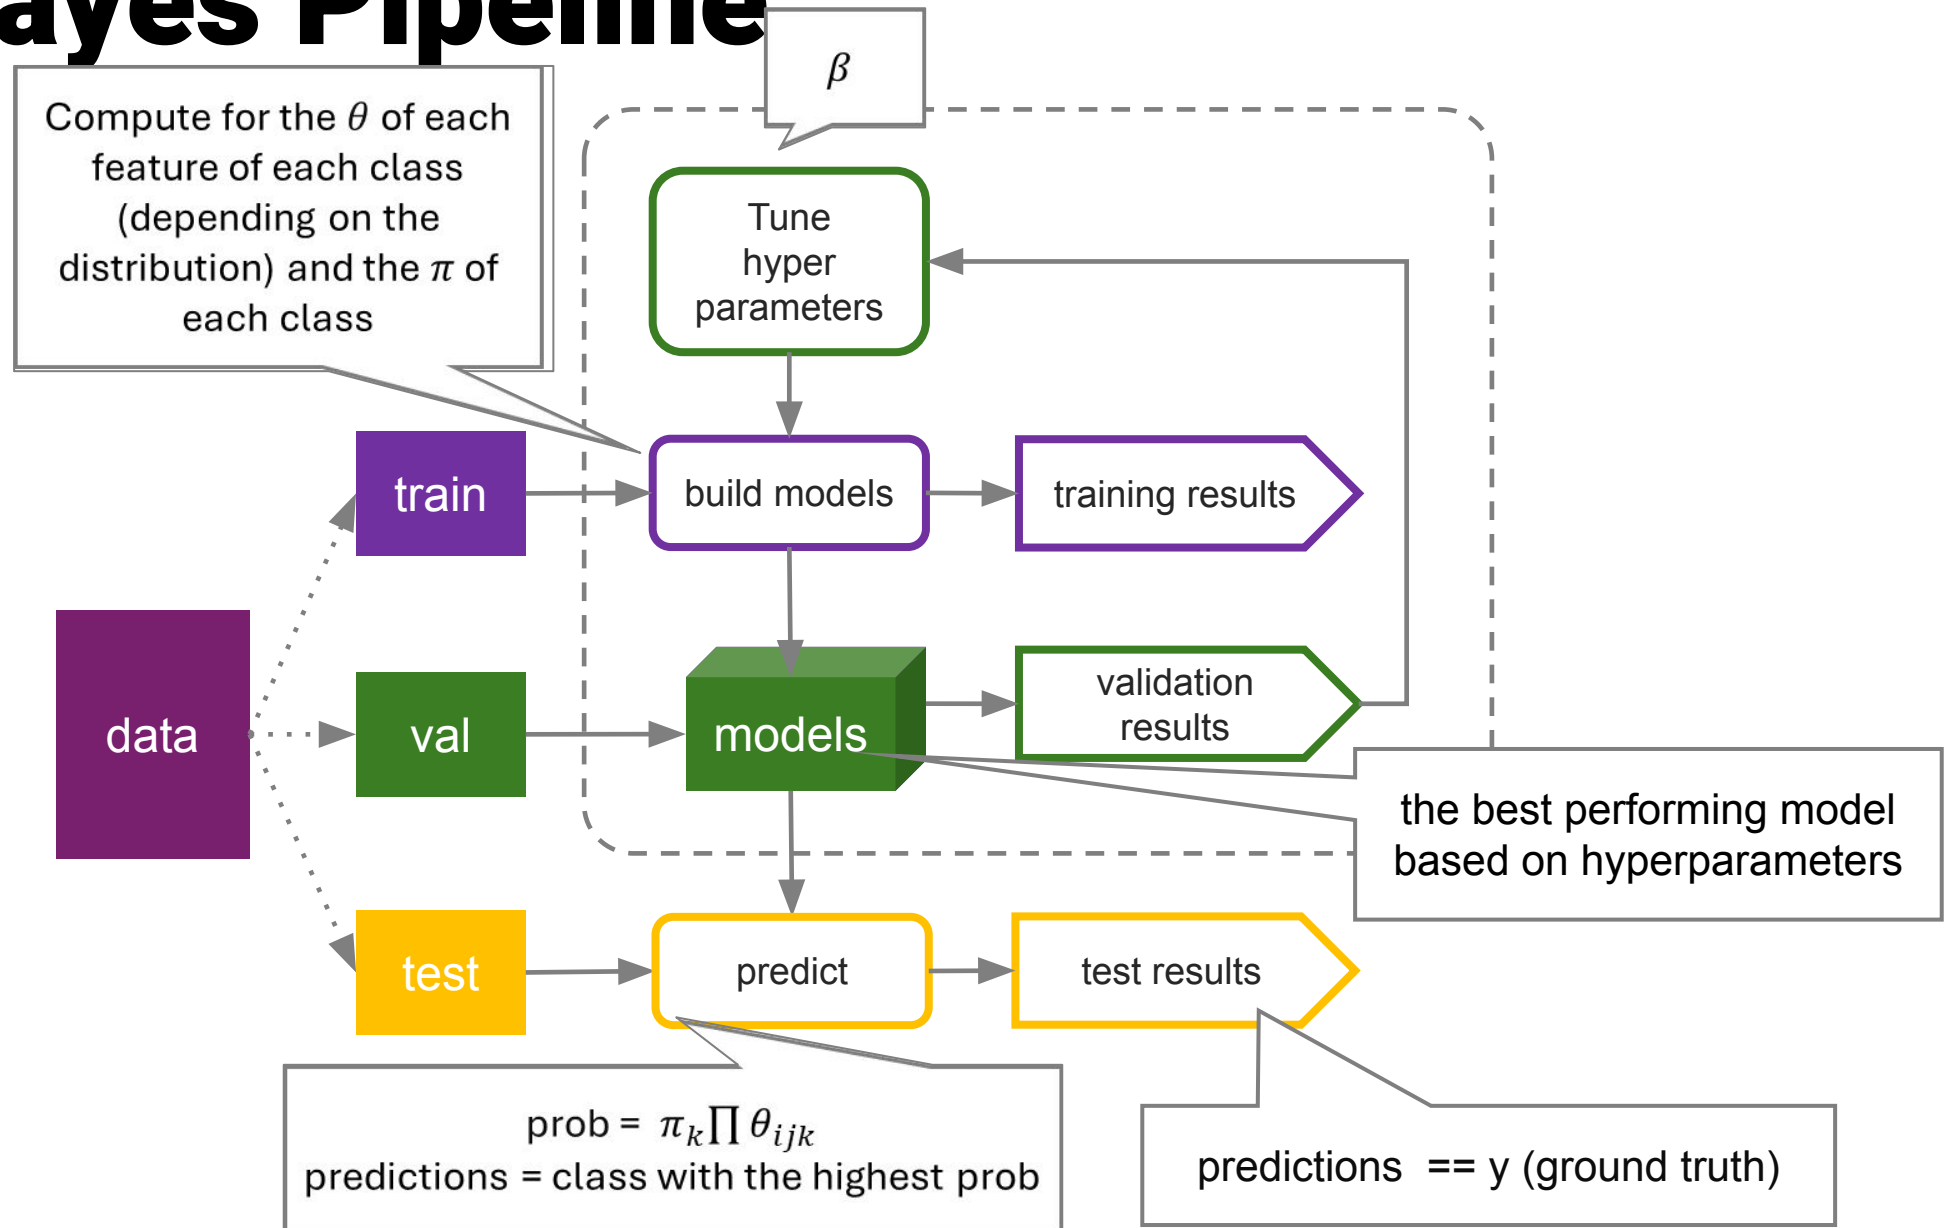 ayes Pipeline
β
Compute for the θ of each
feature of each class
(depending on the
distribution) and the π of
each class
Tune
hyper
parameters
train
build models
training results
data
val
models
validation
results
the best performing model
based on hyperparameters
test
predict
test results
prob = π_k ∏ θ_ijk
predictions = class with the highest prob
predictions == y (ground truth)